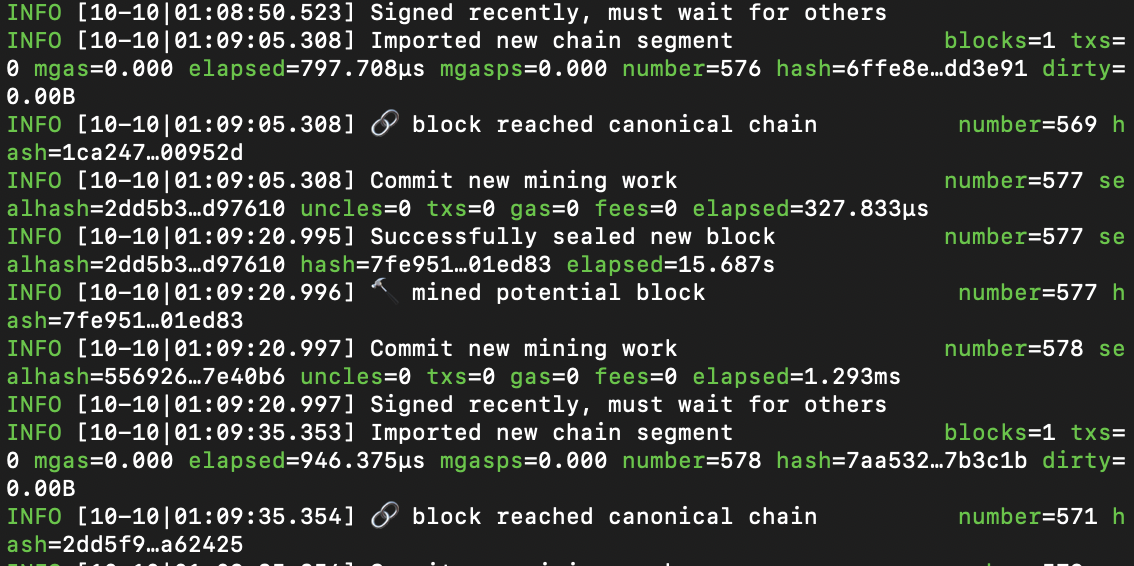 INFO [10-10|01:08:50.523] Signed recently, must wait for others
INFO [10-10|01:09:05.308] Imported new chain segment blocks=1 txs=
0 mgas=0.000 elapsed=797.708µs mgasps=0.000 number=576 hash=6ffe8e…dd3e91 dirty=
0.00B
INFO [10-10|01:09:05.308] 🔗 block reached canonical chain number=569 h
ash=1ca247…00952d
INFO [10-10|01:09:05.308] Commit new mining work number=577 se
alhash=2dd5b3…d97610 uncles=0 txs=0 gas=0 fees=0 elapsed=327.833µs
INFO [10-10|01:09:20.995] Successfully sealed new block number=577 se
alhash=2dd5b3…d97610 hash=7fe951…01ed83 elapsed=15.687s
INFO [10-10|01:09:20.996] 🔨 mined potential block number=577 h
ash=7fe951…01ed83
INFO [10-10|01:09:20.997] Commit new mining work number=578 se
alhash=556926…7e40b6 uncles=0 txs=0 gas=0 fees=0 elapsed=1.293ms
INFO [10-10|01:09:20.997] Signed recently, must wait for others
INFO [10-10|01:09:35.353] Imported new chain segment blocks=1 txs=
0 mgas=0.000 elapsed=946.375µs mgasps=0.000 number=578 hash=7aa532…7b3c1b dirty=
0.00B
INFO [10-10|01:09:35.354] 🔗 block reached canonical chain number=571 h
ash=2dd5f9…a62425